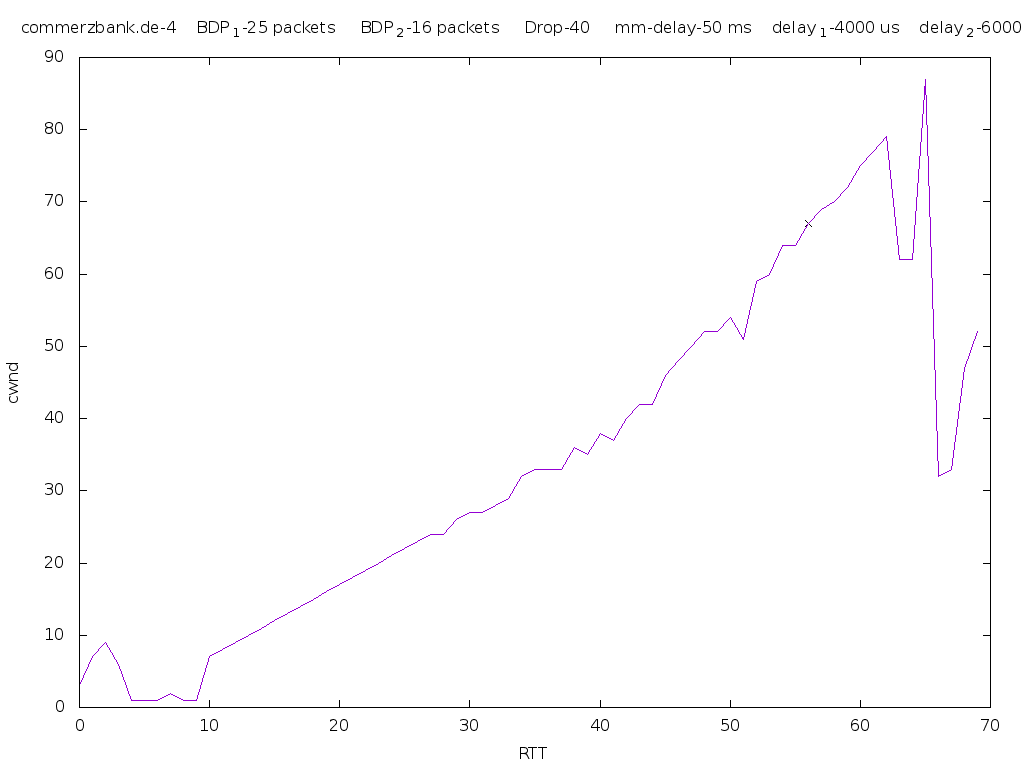 commerzbank.de-4 BDP1-25 packets BDP2-16 packets Drop-40 mm-delay-50 ms delay1-4000 us delay2-6000
90
80
70
60
50
40
30
20
10
0
cwnd
0 10 20 30 40 50 60 70
RTT